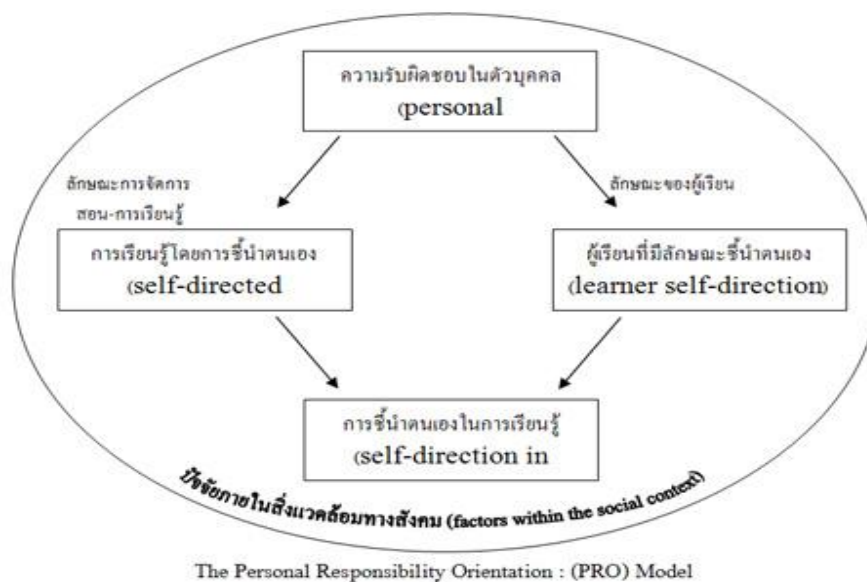 ความรับผิดชอบในตัวบุคคล
(personal
ลักษณะการจัดการ
สอน-การเรียนรู้
ลักษณะของผู้เรียน
การเรียนรู้โดยการชี้นำตนเอง
(self-directed
ผู้เรียนที่มีลักษณะชี้นำตนเอง
(learner self-direction)
การชี้นำตนเองในการเรียนรู้
(self-direction in
ปัจจัยภายในสิ่งแวดล้อมทางสังคม (factors within the social context)
The Personal Responsibility Orientation : (PRO) Model